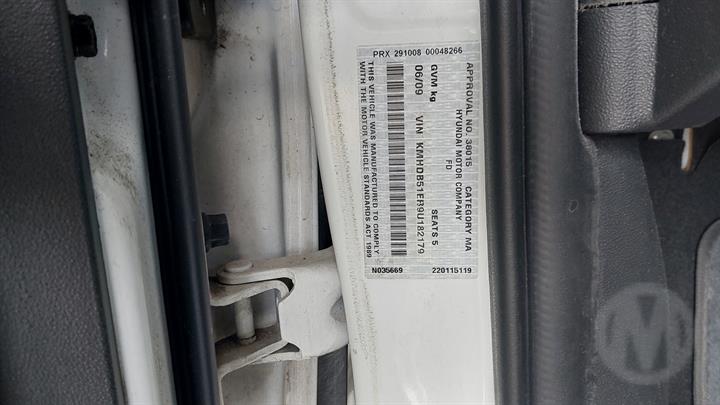 APPROVAL NO. 38015 CATEGORY MA
HYUNDAI MOTOR COMPANY
FD
GVM kg SEATS 5
06/09 VIN KMHDB51ER9U182179
THIS VEHICLE WAS MANUFACTURED TO COMPLY
WITH THE MOTOR VEHICLE STANDARDS ACT 1989
PRX 291008 00048266
N035669 220115119
M